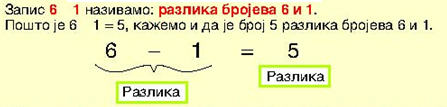 Запис 6   1 називамо: разлика бројева 6 и 1.
Пошто је 6   1 = 5, кажемо и да је број 5 разлика бројева 6 и 1.
6 – 1 = 5
Разлика
Разлика